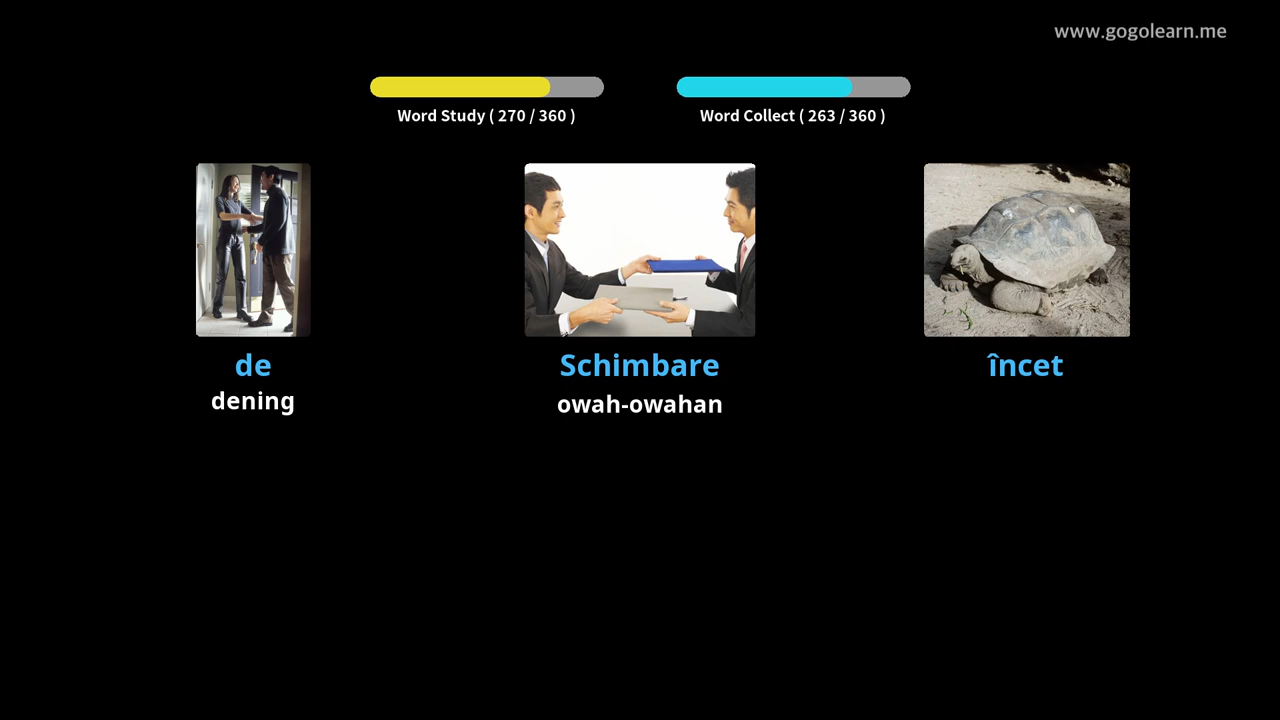 www.gogolearn.me
Word Study ( 270 / 360 )
Word Collect ( 263 / 360 )
de
dening
Schimbare
owah-owahan
încet